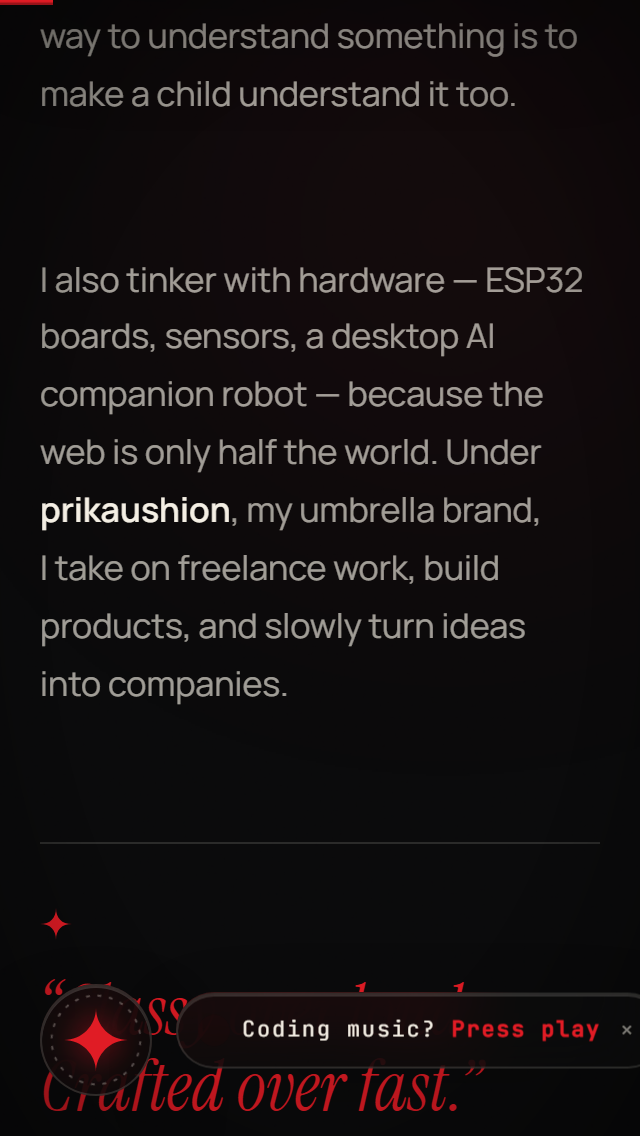 way to understand something is to
make a child understand it too.
I also tinker with hardware — ESP32
boards, sensors, a desktop AI
companion robot — because the
web is only half the world. Under
prikaushion, my umbrella brand,
I take on freelance work, build
products, and slowly turn ideas
into companies.
Coding music? Press play ×
Crafted over fast.”